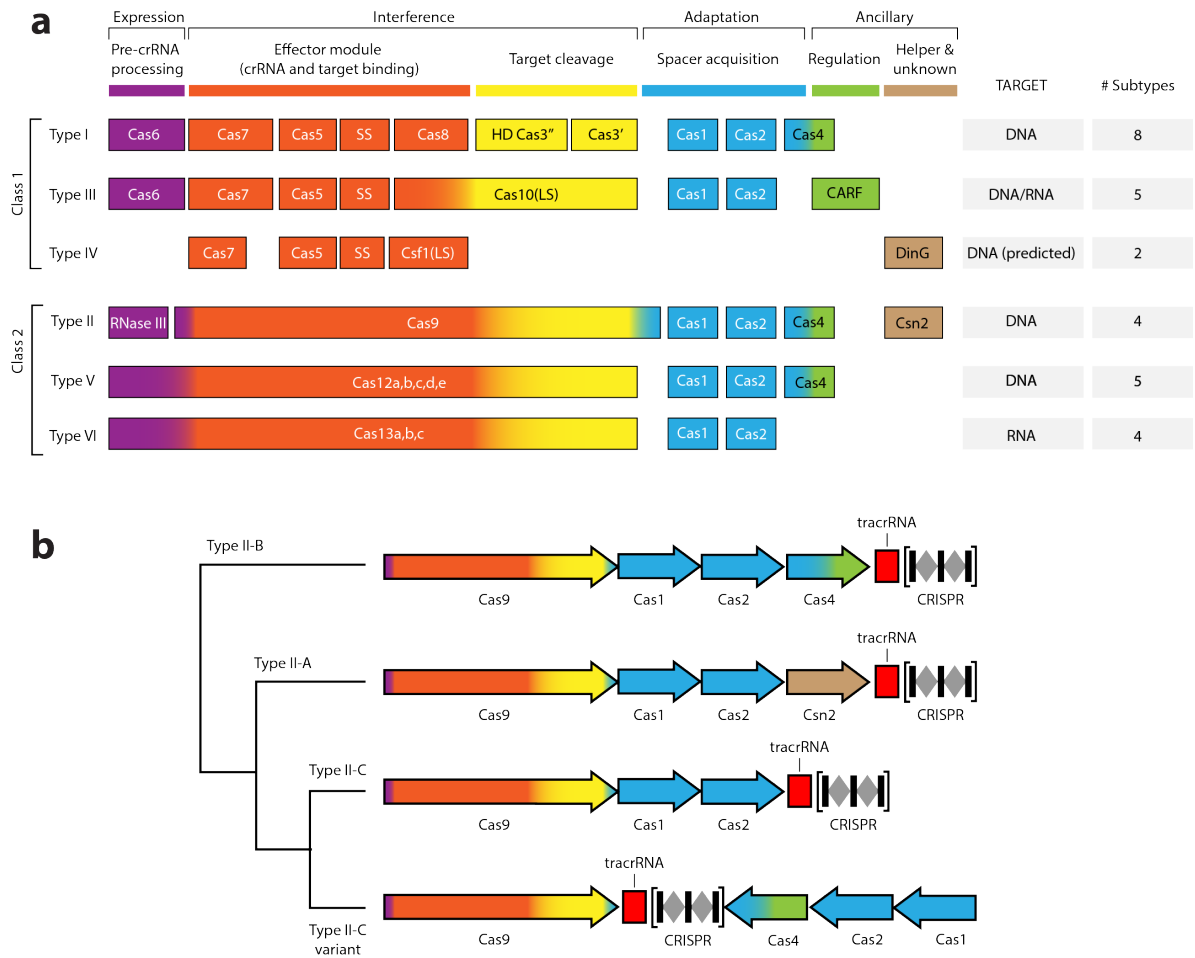 a
Expression
Interference
Adaptation
Ancillary
Pre-crRNA
processing
Effector module
(crRNA and target binding)
Target cleavage
Spacer acquisition
Regulation
Helper &
unknown
TARGET
# Subtypes
Class 1
Type I
Cas6
Cas7
Cas5
SS
Cas8
HD Cas3″
Cas3′
Cas1
Cas2
Cas4
DNA
8
Type III
Cas6
Cas7
Cas5
SS
Cas10(LS)
Cas1
Cas2
CARF
DNA/RNA
5
Type IV
Cas7
Cas5
SS
Csf1(LS)
DinG
DNA (predicted)
2
Class 2
Type II
RNase III
Cas9
Cas1
Cas2
Cas4
Csn2
DNA
4
Type V
Cas12a,b,c,d,e
Cas1
Cas2
Cas4
DNA
5
Type VI
Cas13a,b,c
Cas1
Cas2
RNA
4
b
Type II-B
tracrRNA
Cas9
Cas1
Cas2
Cas4
CRISPR
Type II-A
tracrRNA
Cas9
Cas1
Cas2
Csn2
CRISPR
Type II-C
tracrRNA
Cas9
Cas1
Cas2
CRISPR
Type II-C
variant
tracrRNA
Cas9
CRISPR
Cas4
Cas2
Cas1